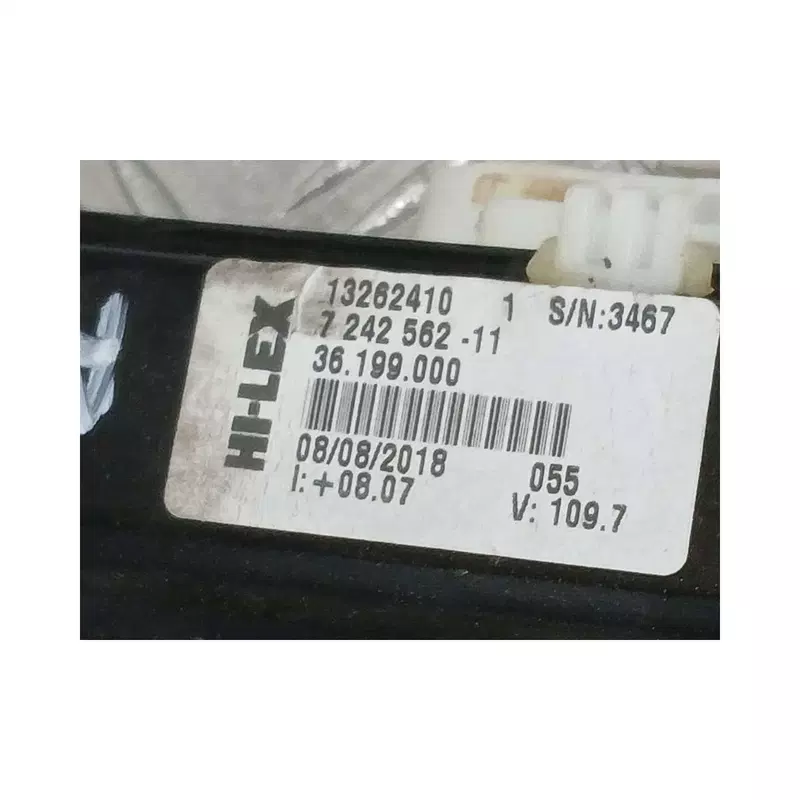 HI-LEX
13262410 1 S/N:3467
7 242 562 -11
36.199.000
08/08/2018 055
I:+08.07 V: 109.7